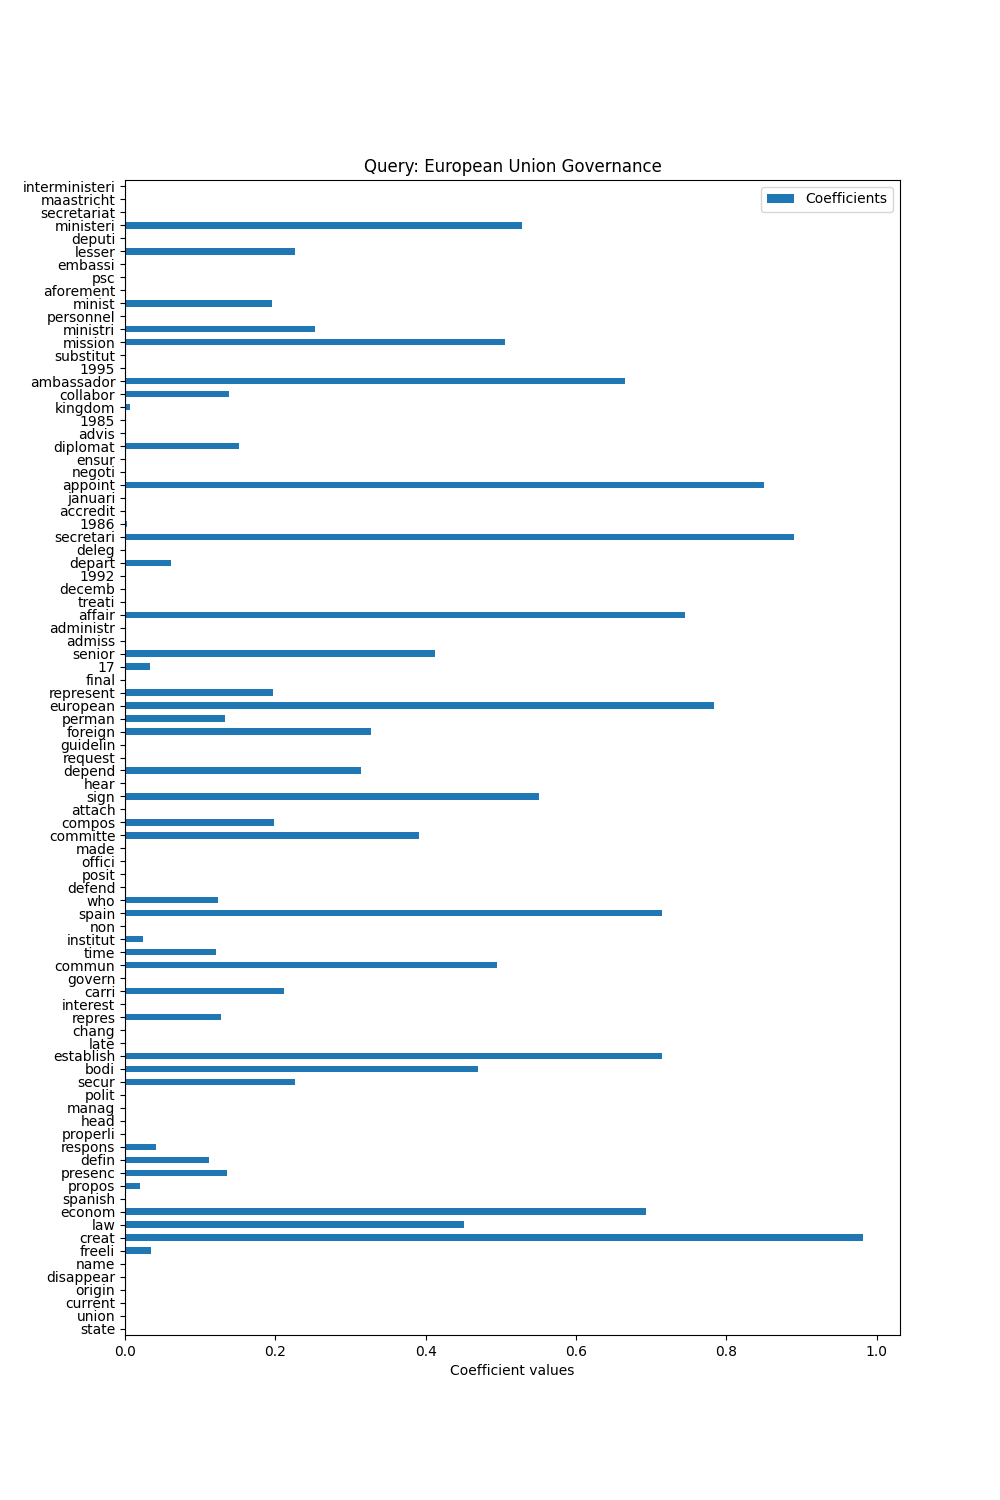 Query: European Union Governance
Coefficients
interministeri
maastricht
secretariat
ministeri
deputi
lesser
embassi
psc
aforement
minist
personnel
ministri
mission
substitut
1995
ambassador
collabor
kingdom
1985
advis
diplomat
ensur
negoti
appoint
januari
accredit
1986
secretari
deleg
depart
1992
decemb
treati
affair
administr
admiss
senior
17
final
represent
european
perman
foreign
guidelin
request
depend
hear
sign
attach
compos
committe
made
offici
posit
defend
who
spain
non
institut
time
commun
govern
carri
interest
repres
chang
late
establish
bodi
secur
polit
manag
head
properli
respons
defin
presenc
propos
spanish
econom
law
creat
freeli
name
disappear
origin
current
union
state
0.0 0.2 0.4 0.6 0.8 1.0
Coefficient values